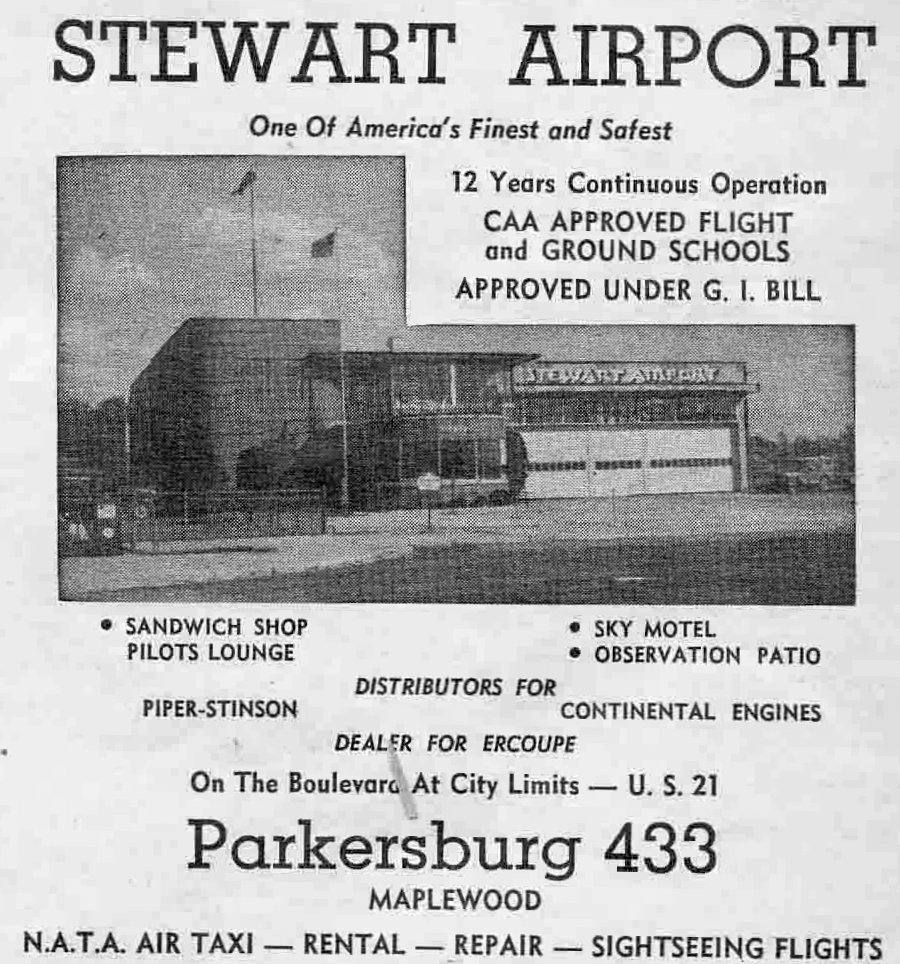 STEWART AIRPORT
One Of America's Finest and Safest
12 Years Continuous Operation
CAA APPROVED FLIGHT
and GROUND SCHOOLS
APPROVED UNDER G. I. BILL
STEWART AIRPORT
• SANDWICH SHOP
PILOTS LOUNGE
• SKY MOTEL
• OBSERVATION PATIO
DISTRIBUTORS FOR
PIPER-STINSON
CONTINENTAL ENGINES
DEALER FOR ERCOUPE
On The Boulevard At City Limits — U. S. 21
Parkersburg 433
MAPLEWOOD
N.A.T.A. AIR TAXI — RENTAL — REPAIR — SIGHTSEEING FLIGHTS